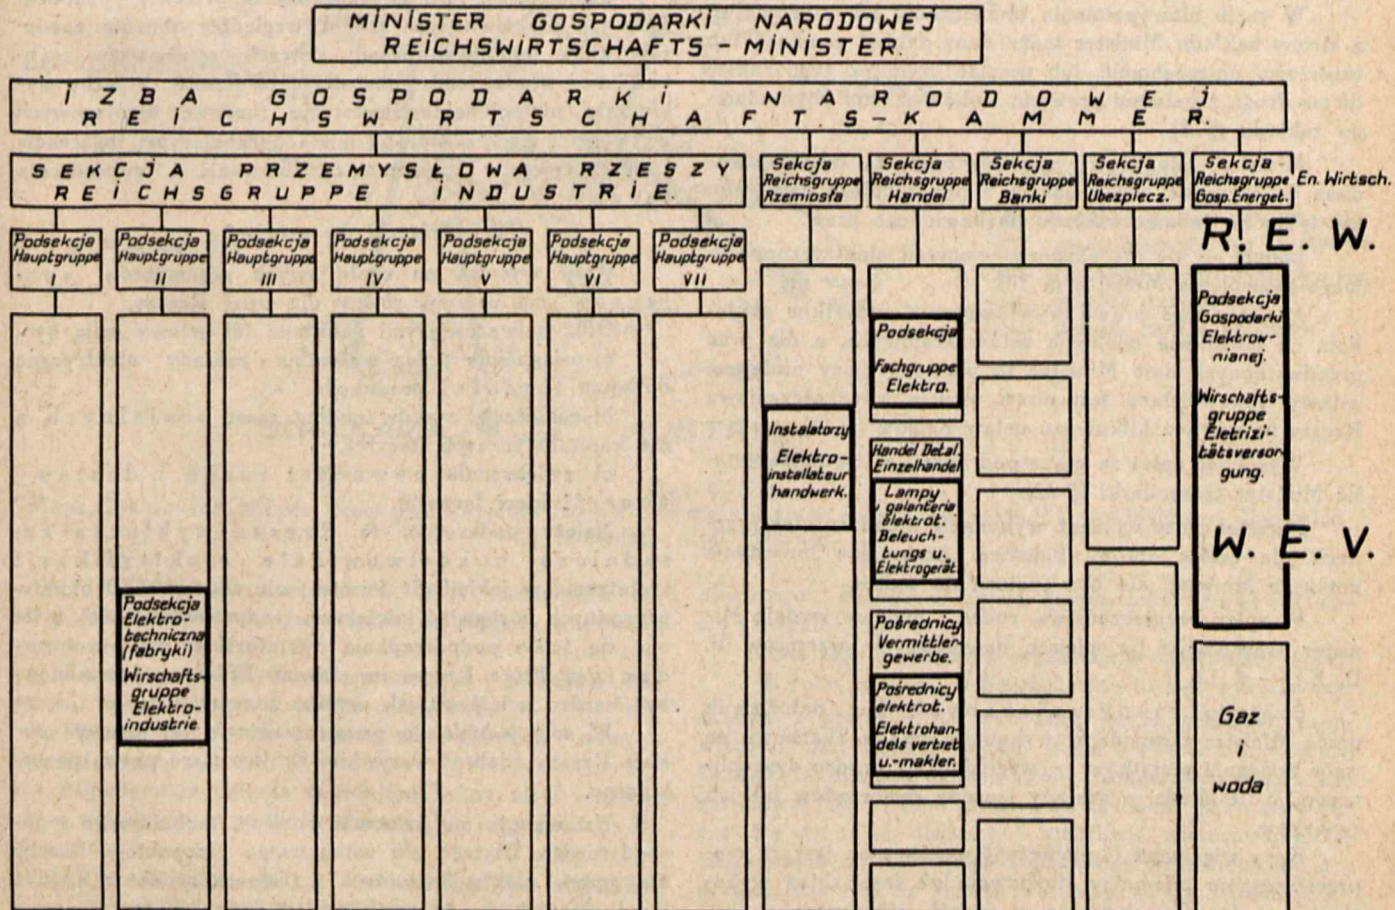 MINISTER GOSPODARKI NARODOWEJ
REICHSWIRTSCHAFTS-MINISTER.
IZBA GOSPODARKI NARODOWEJ
REICHSWIRTSCHAFTS-KAMMER.
SEKCJA PRZEMYSŁOWA RZESZY
REICHSGRUPPE INDUSTRIE
Sekcja
Reichsgruppe
Rzemiosła
Sekcja
Reichsgruppe
Handel
Sekcja
Reichsgruppe
Banki
Sekcja
Reichsgruppe
Ubezpiecz.
Sekcja -
Reichsgruppe
Gosp. Energet.
En. Wirtsch.
R. E. W.
Podsekcja
Hauptgruppe
I
Podsekcja
Hauptgruppe
II
Podsekcja
Hauptgruppe
III
Podsekcja
Hauptgruppe
IV
Podsekcja
Hauptgruppe
V
Podsekcja
Hauptgruppe
VI
Podsekcja
Hauptgruppe
VII
Podsekcja
Elektro-
techniczna
(fabryki)
Wirschafts-
gruppe
Elektro-
industrie
Instalatorzy
Elektro-
installateur
handwerk.
Podsekcja
Fachgruppe
Elektro.
Handel Detal.
Einzelhandel
Lampy
i galanteria
elektrot.
Beleuch-
tungs u.
Elektrogerät.
Pośrednicy
Vermittler-
gewerbe.
Pośrednicy
elektrot.
Elektrohan-
dels vertret
u.-makler.
Podsekcja
Gospodarki
Elektrow-
nianej.
Wirschafts-
gruppe
Eletrizi-
tätsversor-
gung.
W. E. V.
Gaz
i
woda